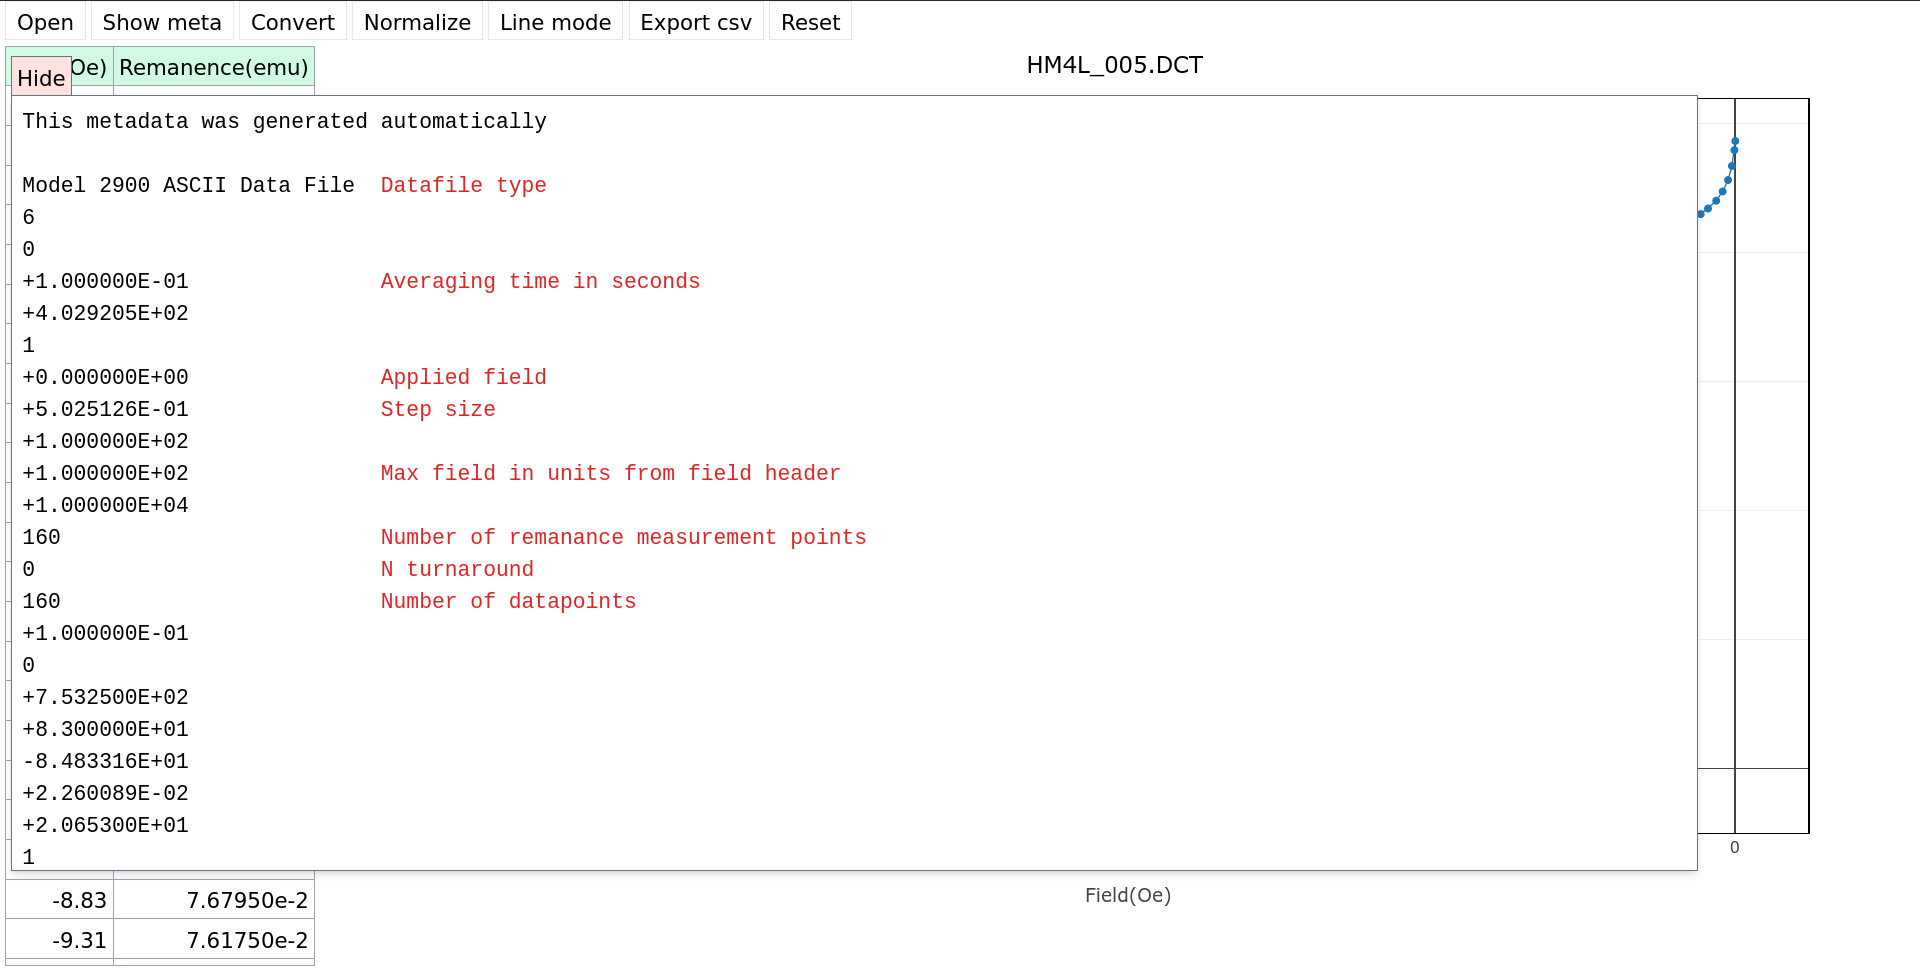 Open Show meta Convert Normalize Line mode Export csv Reset
Oe) Remanence(emu)
Hide
HM4L_005.DCT
This metadata was generated automatically
Model 2900 ASCII Data File Datafile type
6
0
+1.000000E-01 Averaging time in seconds
+4.029205E+02
1
+0.000000E+00 Applied field
+5.025126E-01 Step size
+1.000000E+02
+1.000000E+02 Max field in units from field header
+1.000000E+04
160 Number of remanance measurement points
0 N turnaround
160 Number of datapoints
+1.000000E-01
0
+7.532500E+02
+8.300000E+01
-8.483316E+01
+2.260089E-02
+2.065300E+01
1
0
Field(Oe)
-8.83 7.67950e-2
-9.31 7.61750e-2